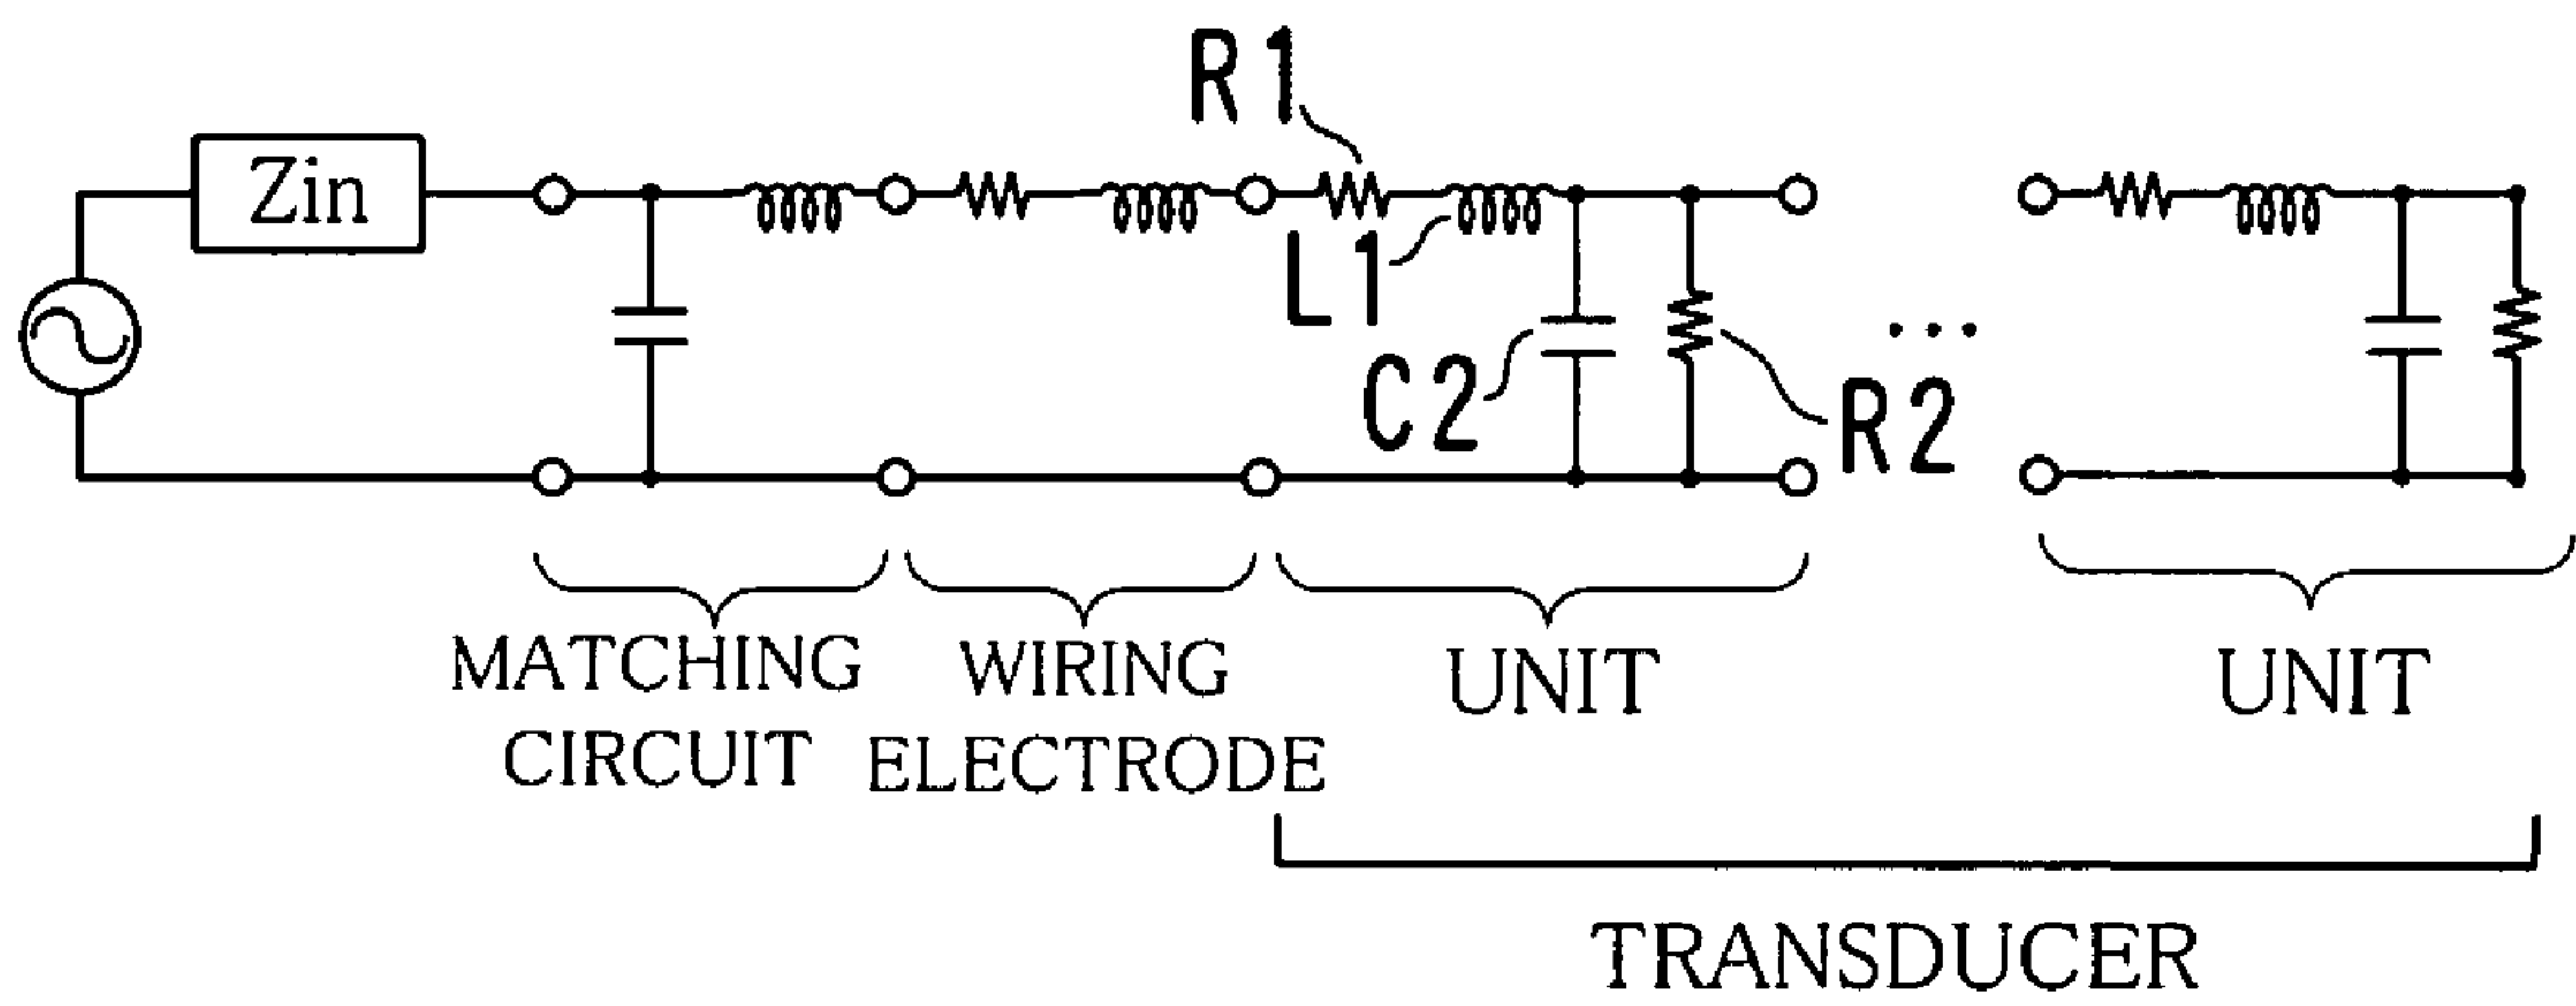 R1
Zin
L1
C2
...
R2
MATCHING
CIRCUIT
WIRING
ELECTRODE
UNIT
UNIT
TRANSDUCER